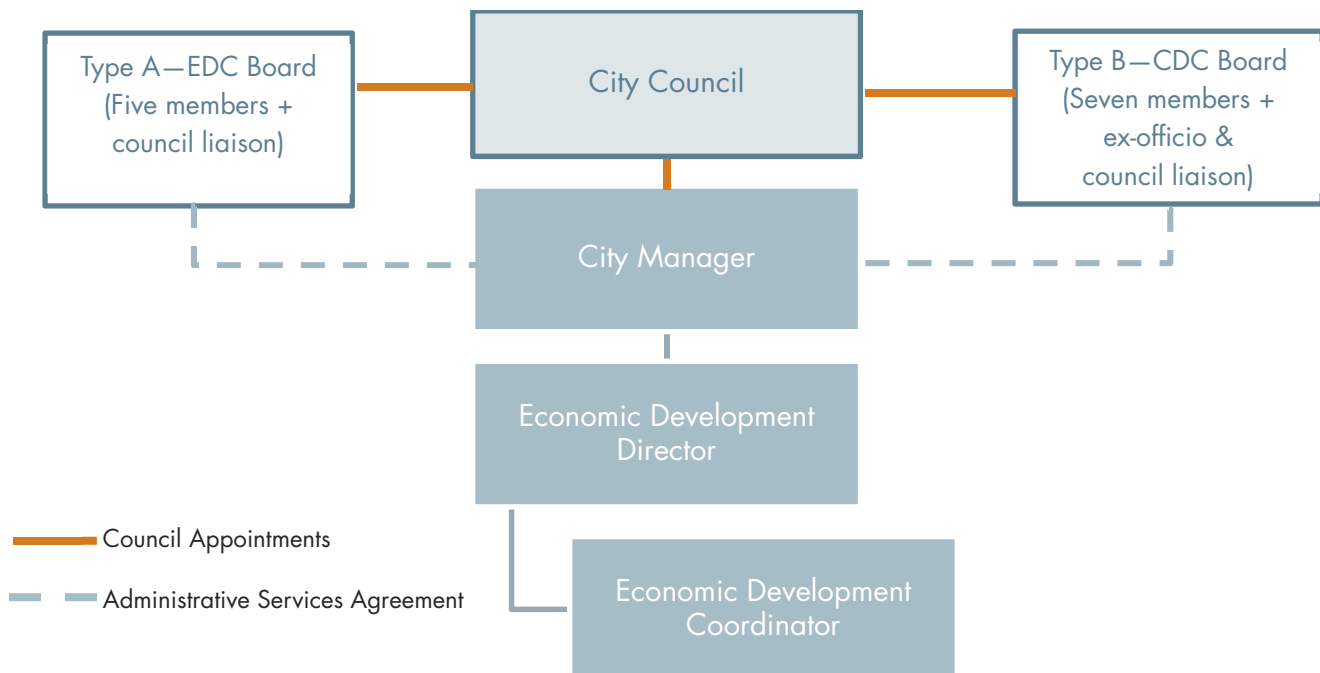 Type A—EDC Board
(Five members +
council liaison)
City Council
Type B—CDC Board
(Seven members +
ex-officio &
council liaison)
City Manager
Economic Development
Director
Economic Development
Coordinator
Council Appointments
Administrative Services Agreement